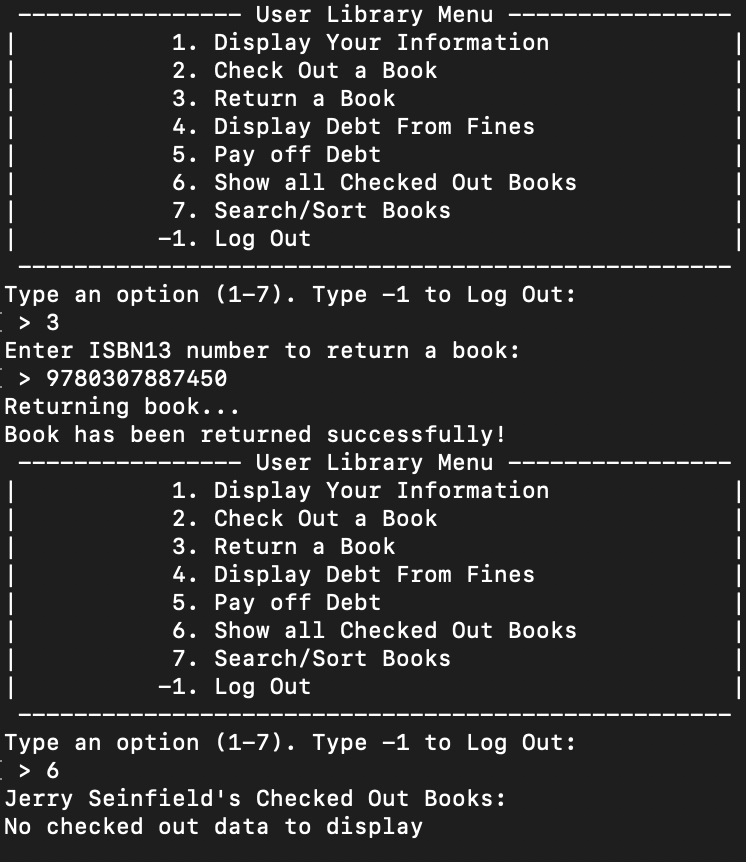 ---------------- User Library Menu ----------------
|           1. Display Your Information             |
|           2. Check Out a Book                     |
|           3. Return a Book                        |
|           4. Display Debt From Fines              |
|           5. Pay off Debt                         |
|           6. Show all Checked Out Books           |
|           7. Search/Sort Books                    |
|          -1. Log Out                              |
---------------------------------------------------
Type an option (1-7). Type -1 to Log Out:
> 3
Enter ISBN13 number to return a book:
> 9780307887450
Returning book...
Book has been returned successfully!
---------------- User Library Menu ----------------
|           1. Display Your Information             |
|           2. Check Out a Book                     |
|           3. Return a Book                        |
|           4. Display Debt From Fines              |
|           5. Pay off Debt                         |
|           6. Show all Checked Out Books           |
|           7. Search/Sort Books                    |
|          -1. Log Out                              |
---------------------------------------------------
Type an option (1-7). Type -1 to Log Out:
> 6
Jerry Seinfield's Checked Out Books:
No checked out data to display